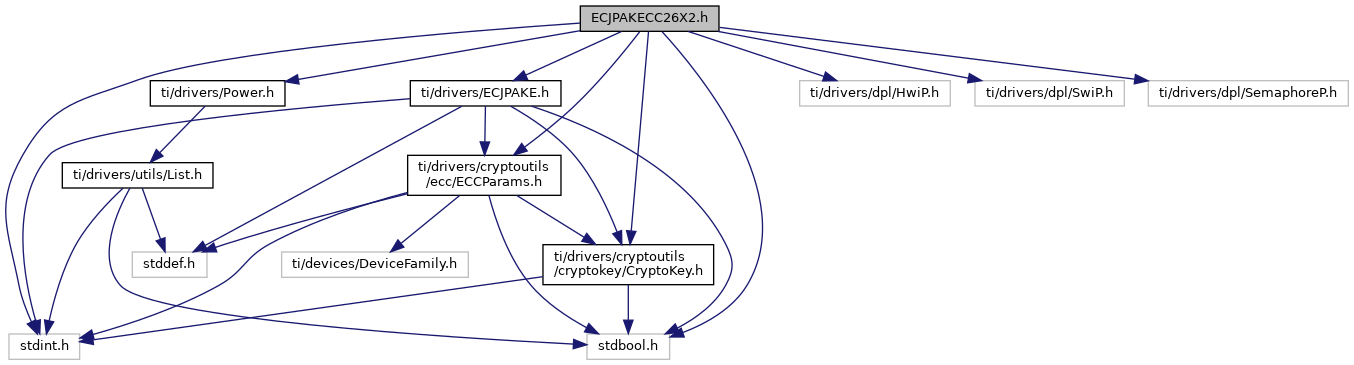 ECJPAKECC26X2.h
ti/drivers/Power.h
ti/drivers/ECJPAKE.h
ti/drivers/dpl/HwiP.h
ti/drivers/dpl/SwiP.h
ti/drivers/dpl/SemaphoreP.h
ti/drivers/utils/List.h
ti/drivers/cryptoutils
/ecc/ECCParams.h
stddef.h
ti/devices/DeviceFamily.h
ti/drivers/cryptoutils
/cryptokey/CryptoKey.h
stdint.h
stdbool.h